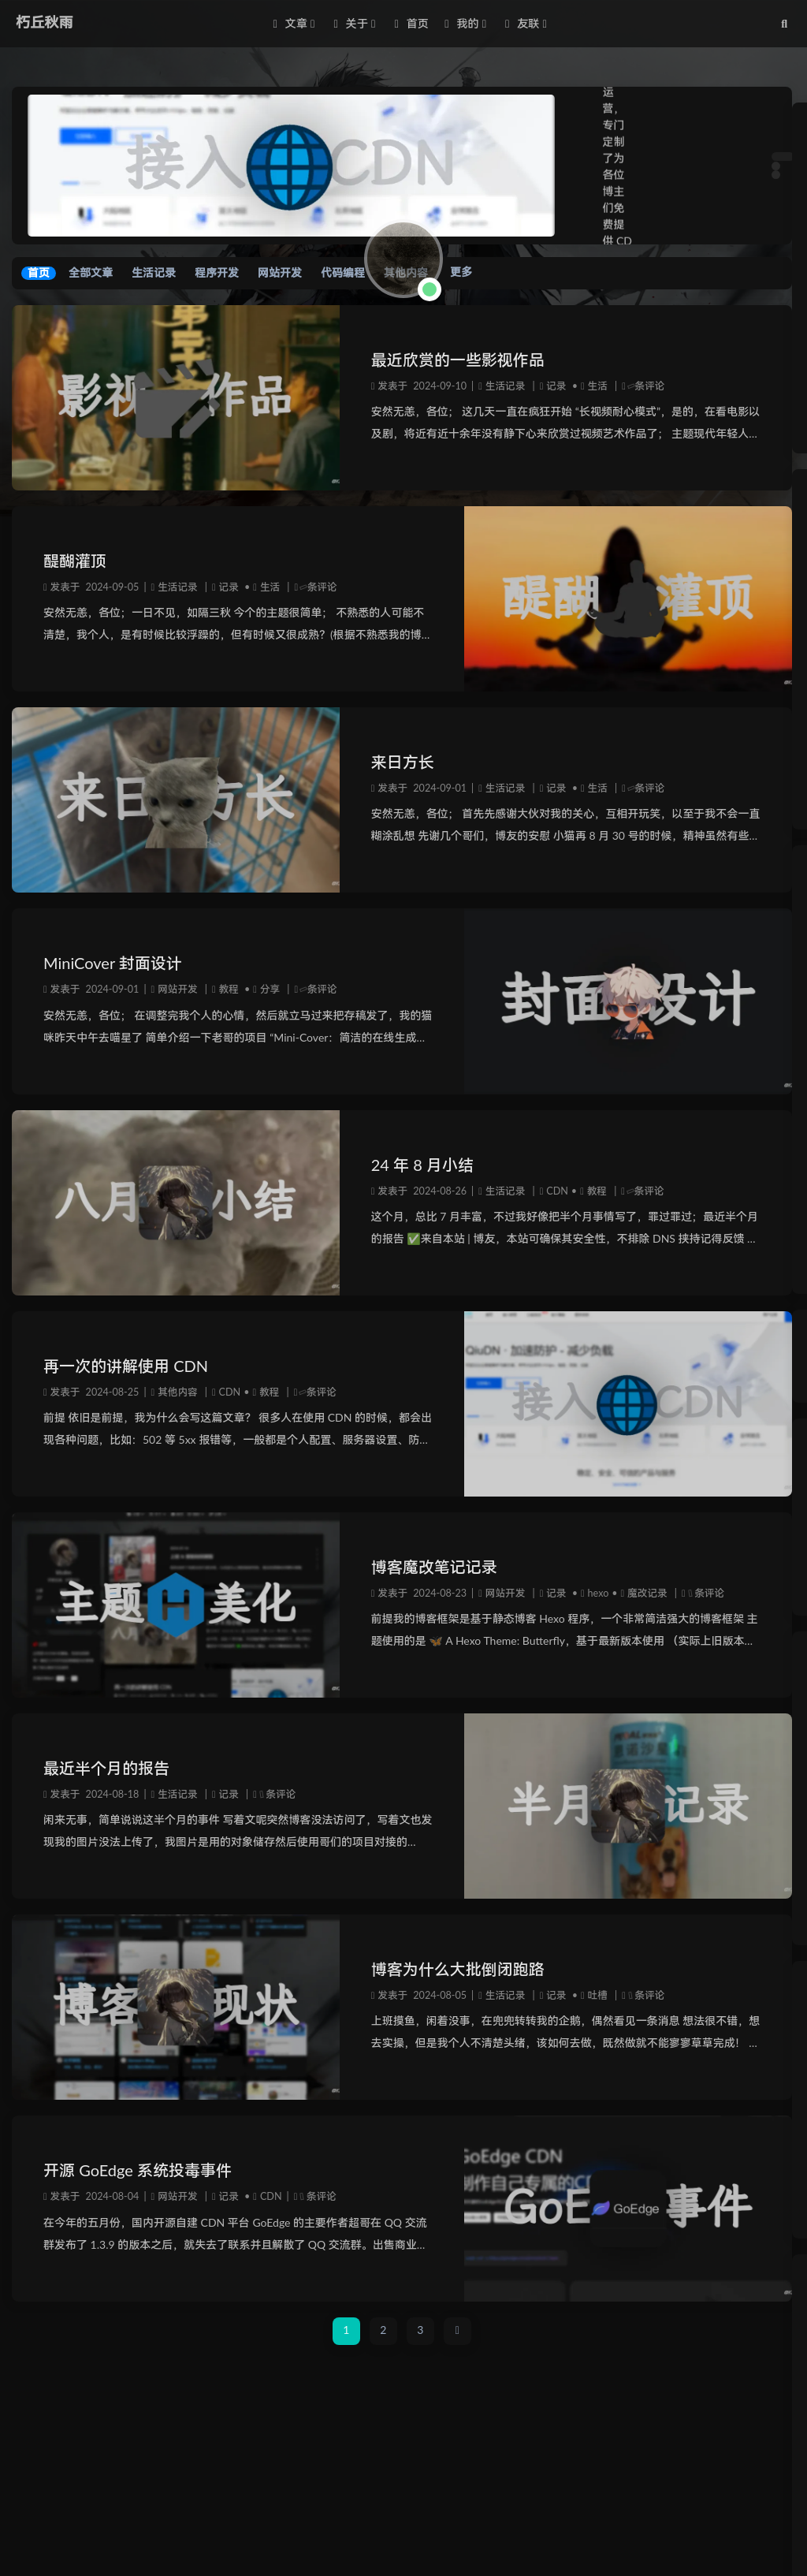 朽丘秋雨
文章 关于 首页 我的 友联
接入 CDN
运
营，
专门
定制
了为
各位
博主
们免
费提
供 CD
首页 全部文章 生活记录 程序开发 网站开发 代码编程 其他内容 更多
影视 作品
最近欣赏的一些影视作品
发表于 2024-09-10 | 生活记录 | 记录 • 生活 | 条评论
安然无恙，各位； 这几天一直在疯狂开始 “长视频耐心模式”，是的，在看电影以
及剧，将近有近十余年没有静下心来欣赏过视频艺术作品了； 主题现代年轻人...
醍醐灌顶
发表于 2024-09-05 | 生活记录 | 记录 • 生活 | 条评论
安然无恙，各位；一日不见，如隔三秋 今个的主题很简单； 不熟悉的人可能不
清楚，我个人，是有时候比较浮躁的，但有时候又很成熟？(根据不熟悉我的博...
醍醐 灌顶
来日方长
来日方长
发表于 2024-09-01 | 生活记录 | 记录 • 生活 | 条评论
安然无恙，各位； 首先先感谢大伙对我的关心，互相开玩笑，以至于我不会一直
糊涂乱想 先谢几个哥们，博友的安慰 小猫再 8 月 30 号的时候，精神虽然有些...
MiniCover 封面设计
发表于 2024-09-01 | 网站开发 | 教程 • 分享 | 条评论
安然无恙，各位； 在调整完我个人的心情，然后就立马过来把存稿发了，我的猫
咪昨天中午去喵星了 简单介绍一下老哥的项目 “Mini-Cover：简洁的在线生成...
封面设计
八月 小结
24 年 8 月小结
发表于 2024-08-26 | 生活记录 | CDN • 教程 | 条评论
这个月，总比 7 月丰富，不过我好像把半个月事情写了，罪过罪过；最近半个月
的报告 ✅来自本站 | 博友，本站可确保其安全性，不排除 DNS 挟持记得反馈 ...
再一次的讲解使用 CDN
发表于 2024-08-25 | 其他内容 | CDN • 教程 | 条评论
前提 依旧是前提，我为什么会写这篇文章？ 很多人在使用 CDN 的时候，都会出
现各种问题，比如：502 等 5xx 报错等，一般都是个人配置、服务器设置、防...
QiuDN · 加速防护 - 减少负载
接入 CDN
主题 美化
博客魔改笔记记录
发表于 2024-08-23 | 网站开发 | 记录 • hexo • 魔改记录 | 条评论
前提我的博客框架是基于静态博客 Hexo 程序，一个非常简洁强大的博客框架 主
题使用的是 🦋 A Hexo Theme: Butterfly，基于最新版本使用 （实际上旧版本...
最近半个月的报告
发表于 2024-08-18 | 生活记录 | 记录 | 条评论
闲来无事，简单说说这半个月的事件 写着文呢突然博客没法访问了，写着文也发
现我的图片没法上传了，我图片是用的对象储存然后使用哥们的项目对接的...
半月 记录
博客 现状
博客为什么大批倒闭跑路
发表于 2024-08-05 | 生活记录 | 记录 • 吐槽 | 条评论
上班摸鱼，闲着没事，在兜兜转转我的企鹅，偶然看见一条消息 想法很不错，想
去实操，但是我个人不清楚头绪，该如何去做，既然做就不能寥寥草草完成！ ...
开源 GoEdge 系统投毒事件
发表于 2024-08-04 | 网站开发 | 记录 • CDN | 条评论
在今年的五月份，国内开源自建 CDN 平台 GoEdge 的主要作者超哥在 QQ 交流
群发布了 1.3.9 的版本之后，就失去了联系并且解散了 QQ 交流群。出售商业...
GoEdge CDN
制作自己专属的C
GoE GoEdge 事件
1 2 3